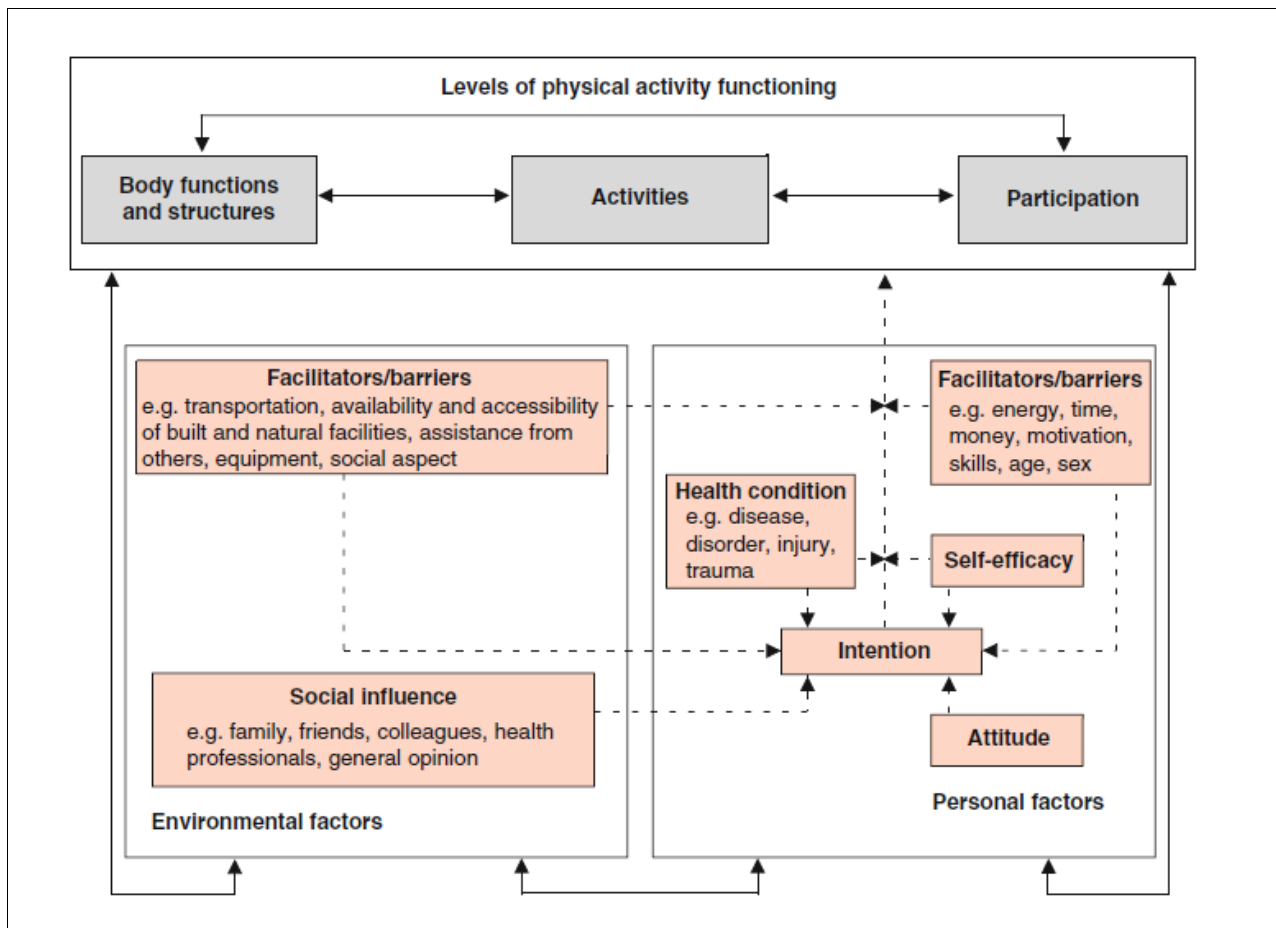 Levels of physical activity functioning
Body functions
and structures
Activities
Participation
Facilitators/barriers
e.g. transportation, availability and accessibility
of built and natural facilities, assistance from
others, equipment, social aspect
Social influence
e.g. family, friends, colleagues, health
professionals, general opinion
Environmental factors
Facilitators/barriers
e.g. energy, time,
money, motivation,
skills, age, sex
Health condition
e.g. disease,
disorder, injury,
trauma
Self-efficacy
Intention
Attitude
Personal factors